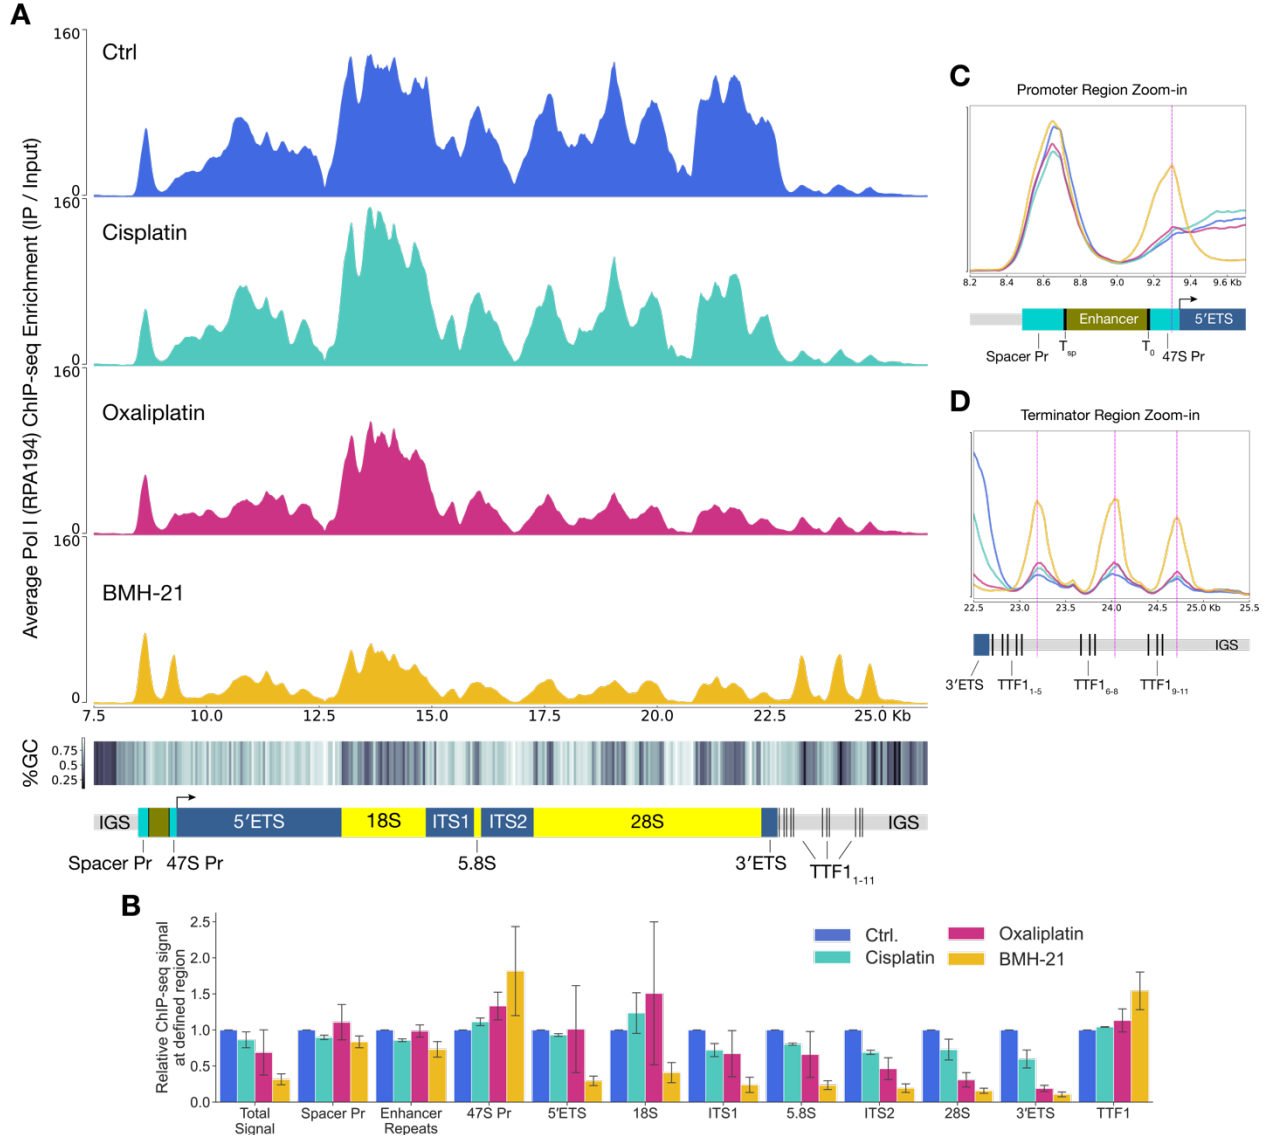 A
Average Pol I (RPA194) ChIP-seq Enrichment (IP / Input)
160
Ctrl
0
160
Cisplatin
0
160
Oxaliplatin
0
160
BMH-21
0
7.5 10.0 12.5 15.0 17.5 20.0 22.5 25.0 Kb
%GC
0.75
0.5
0.25
IGS 5′ETS 18S ITS1 ITS2 28S IGS
Spacer Pr 47S Pr 5.8S 3′ETS TTF1 1-11
C
Promoter Region Zoom-in
8.2 8.4 8.6 8.8 9.0 9.2 9.4 9.6 Kb
Enhancer 5′ETS
Spacer Pr Tsp T0 47S Pr
D
Terminator Region Zoom-in
22.5 23.0 23.5 24.0 24.5 25.0 Kb 25.5
IGS
3′ETS TTF1 1-5 TTF1 6-8 TTF1 9-11
B
Relative ChIP-seq signal
at defined region
2.5
2.0
1.5
1.0
0.5
0.0
Ctrl. Oxaliplatin
Cisplatin BMH-21
Total Spacer Pr Enhancer 47S Pr 5′ETS 18S ITS1 5.8S ITS2 28S 3′ETS TTF1
Signal Repeats